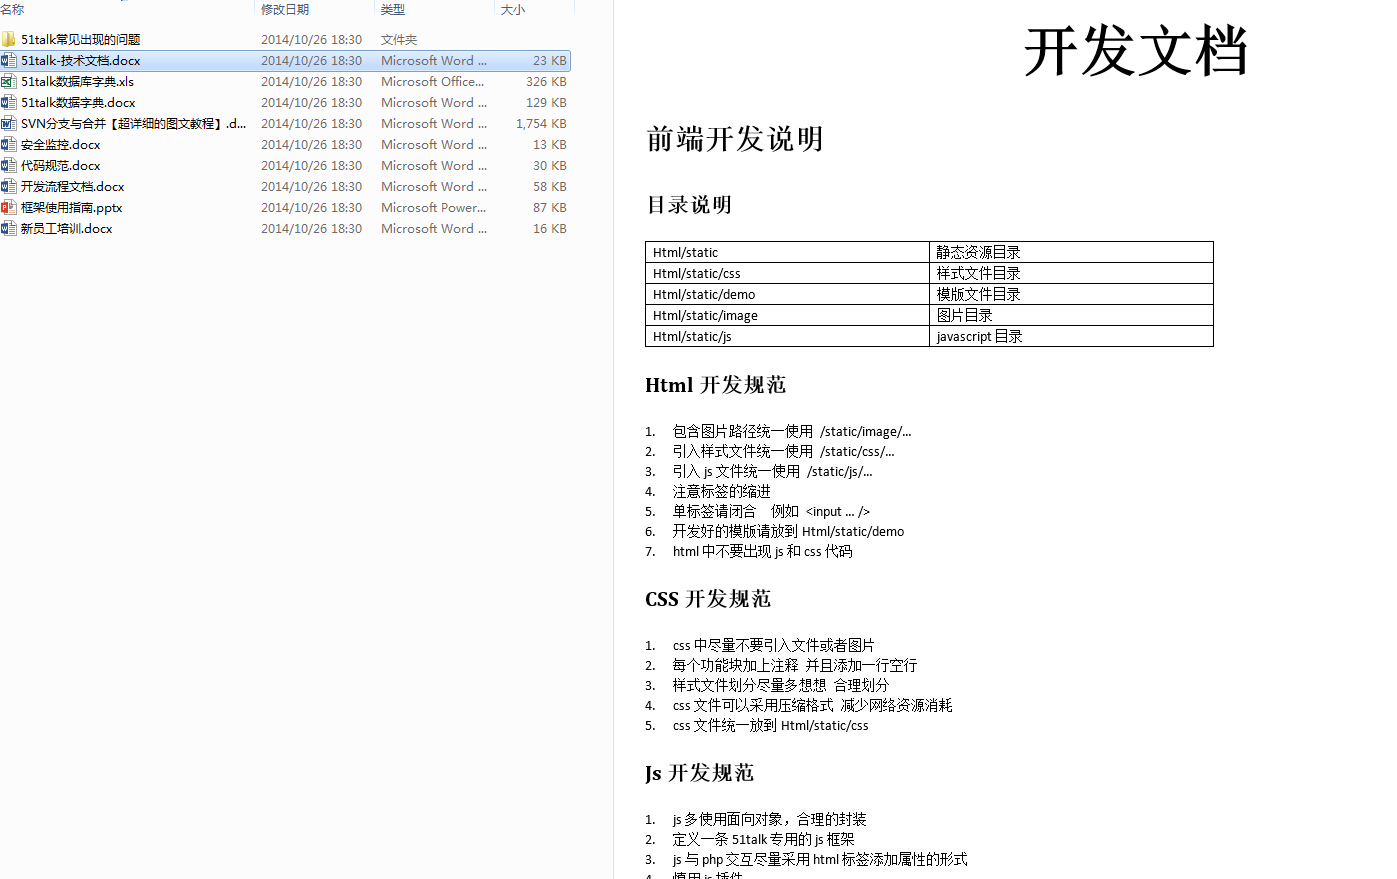 名称 修改日期 类型 大小
51talk常见出现的问题 2014/10/26 18:30 文件夹
51talk-技术文档.docx 2014/10/26 18:30 Microsoft Word ... 23 KB
51talk数据库字典.xls 2014/10/26 18:30 Microsoft Office... 326 KB
51talk数据字典.docx 2014/10/26 18:30 Microsoft Word ... 129 KB
SVN分支与合并【超详细的图文教程】.d... 2014/10/26 18:30 Microsoft Word ... 1,754 KB
安全监控.docx 2014/10/26 18:30 Microsoft Word ... 13 KB
代码规范.docx 2014/10/26 18:30 Microsoft Word ... 30 KB
开发流程文档.docx 2014/10/26 18:30 Microsoft Word ... 58 KB
框架使用指南.pptx 2014/10/26 18:30 Microsoft Power... 87 KB
新员工培训.docx 2014/10/26 18:30 Microsoft Word ... 16 KB
开发文档
前端开发说明
目录说明
Html/static 静态资源目录
Html/static/css 样式文件目录
Html/static/demo 模版文件目录
Html/static/image 图片目录
Html/static/js javascript 目录
Html 开发规范
1. 包含图片路径统一使用 /static/image/...
2. 引入样式文件统一使用 /static/css/...
3. 引入 js 文件统一使用 /static/js/...
4. 注意标签的缩进
5. 单标签请闭合 例如 <input ... />
6. 开发好的模版请放到 Html/static/demo
7. html 中不要出现 js 和 css 代码
CSS 开发规范
1. css 中尽量不要引入文件或者图片
2. 每个功能块加上注释 并且添加一行空行
3. 样式文件划分尽量多想想 合理划分
4. css 文件可以采用压缩格式 减少网络资源消耗
5. css 文件统一放到 Html/static/css
Js 开发规范
1. js 多使用面向对象，合理的封装
2. 定义一条 51talk 专用的 js 框架
3. js 与 php 交互尽量采用 html 标签添加属性的形式
4. 慎用 js 插件